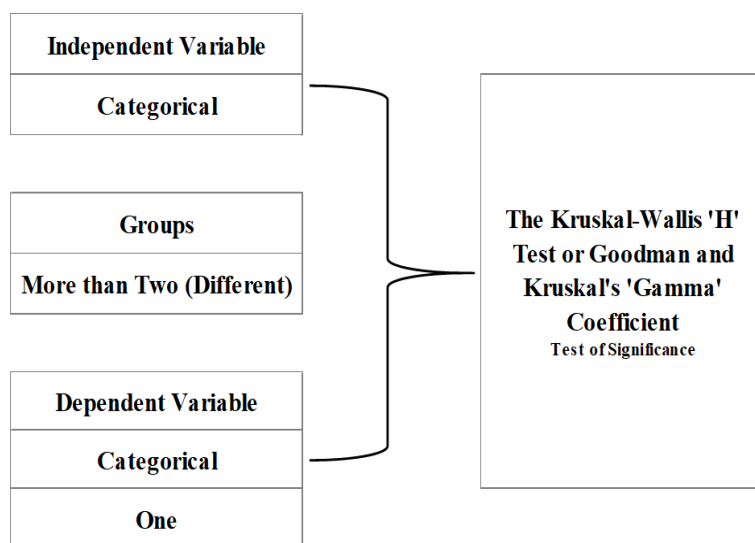 Independent Variable
Categorical
Groups
More than Two (Different)
Dependent Variable
Categorical
One
The Kruskal-Wallis 'H'
Test or Goodman and
Kruskal's 'Gamma'
Coefficient
Test of Significance